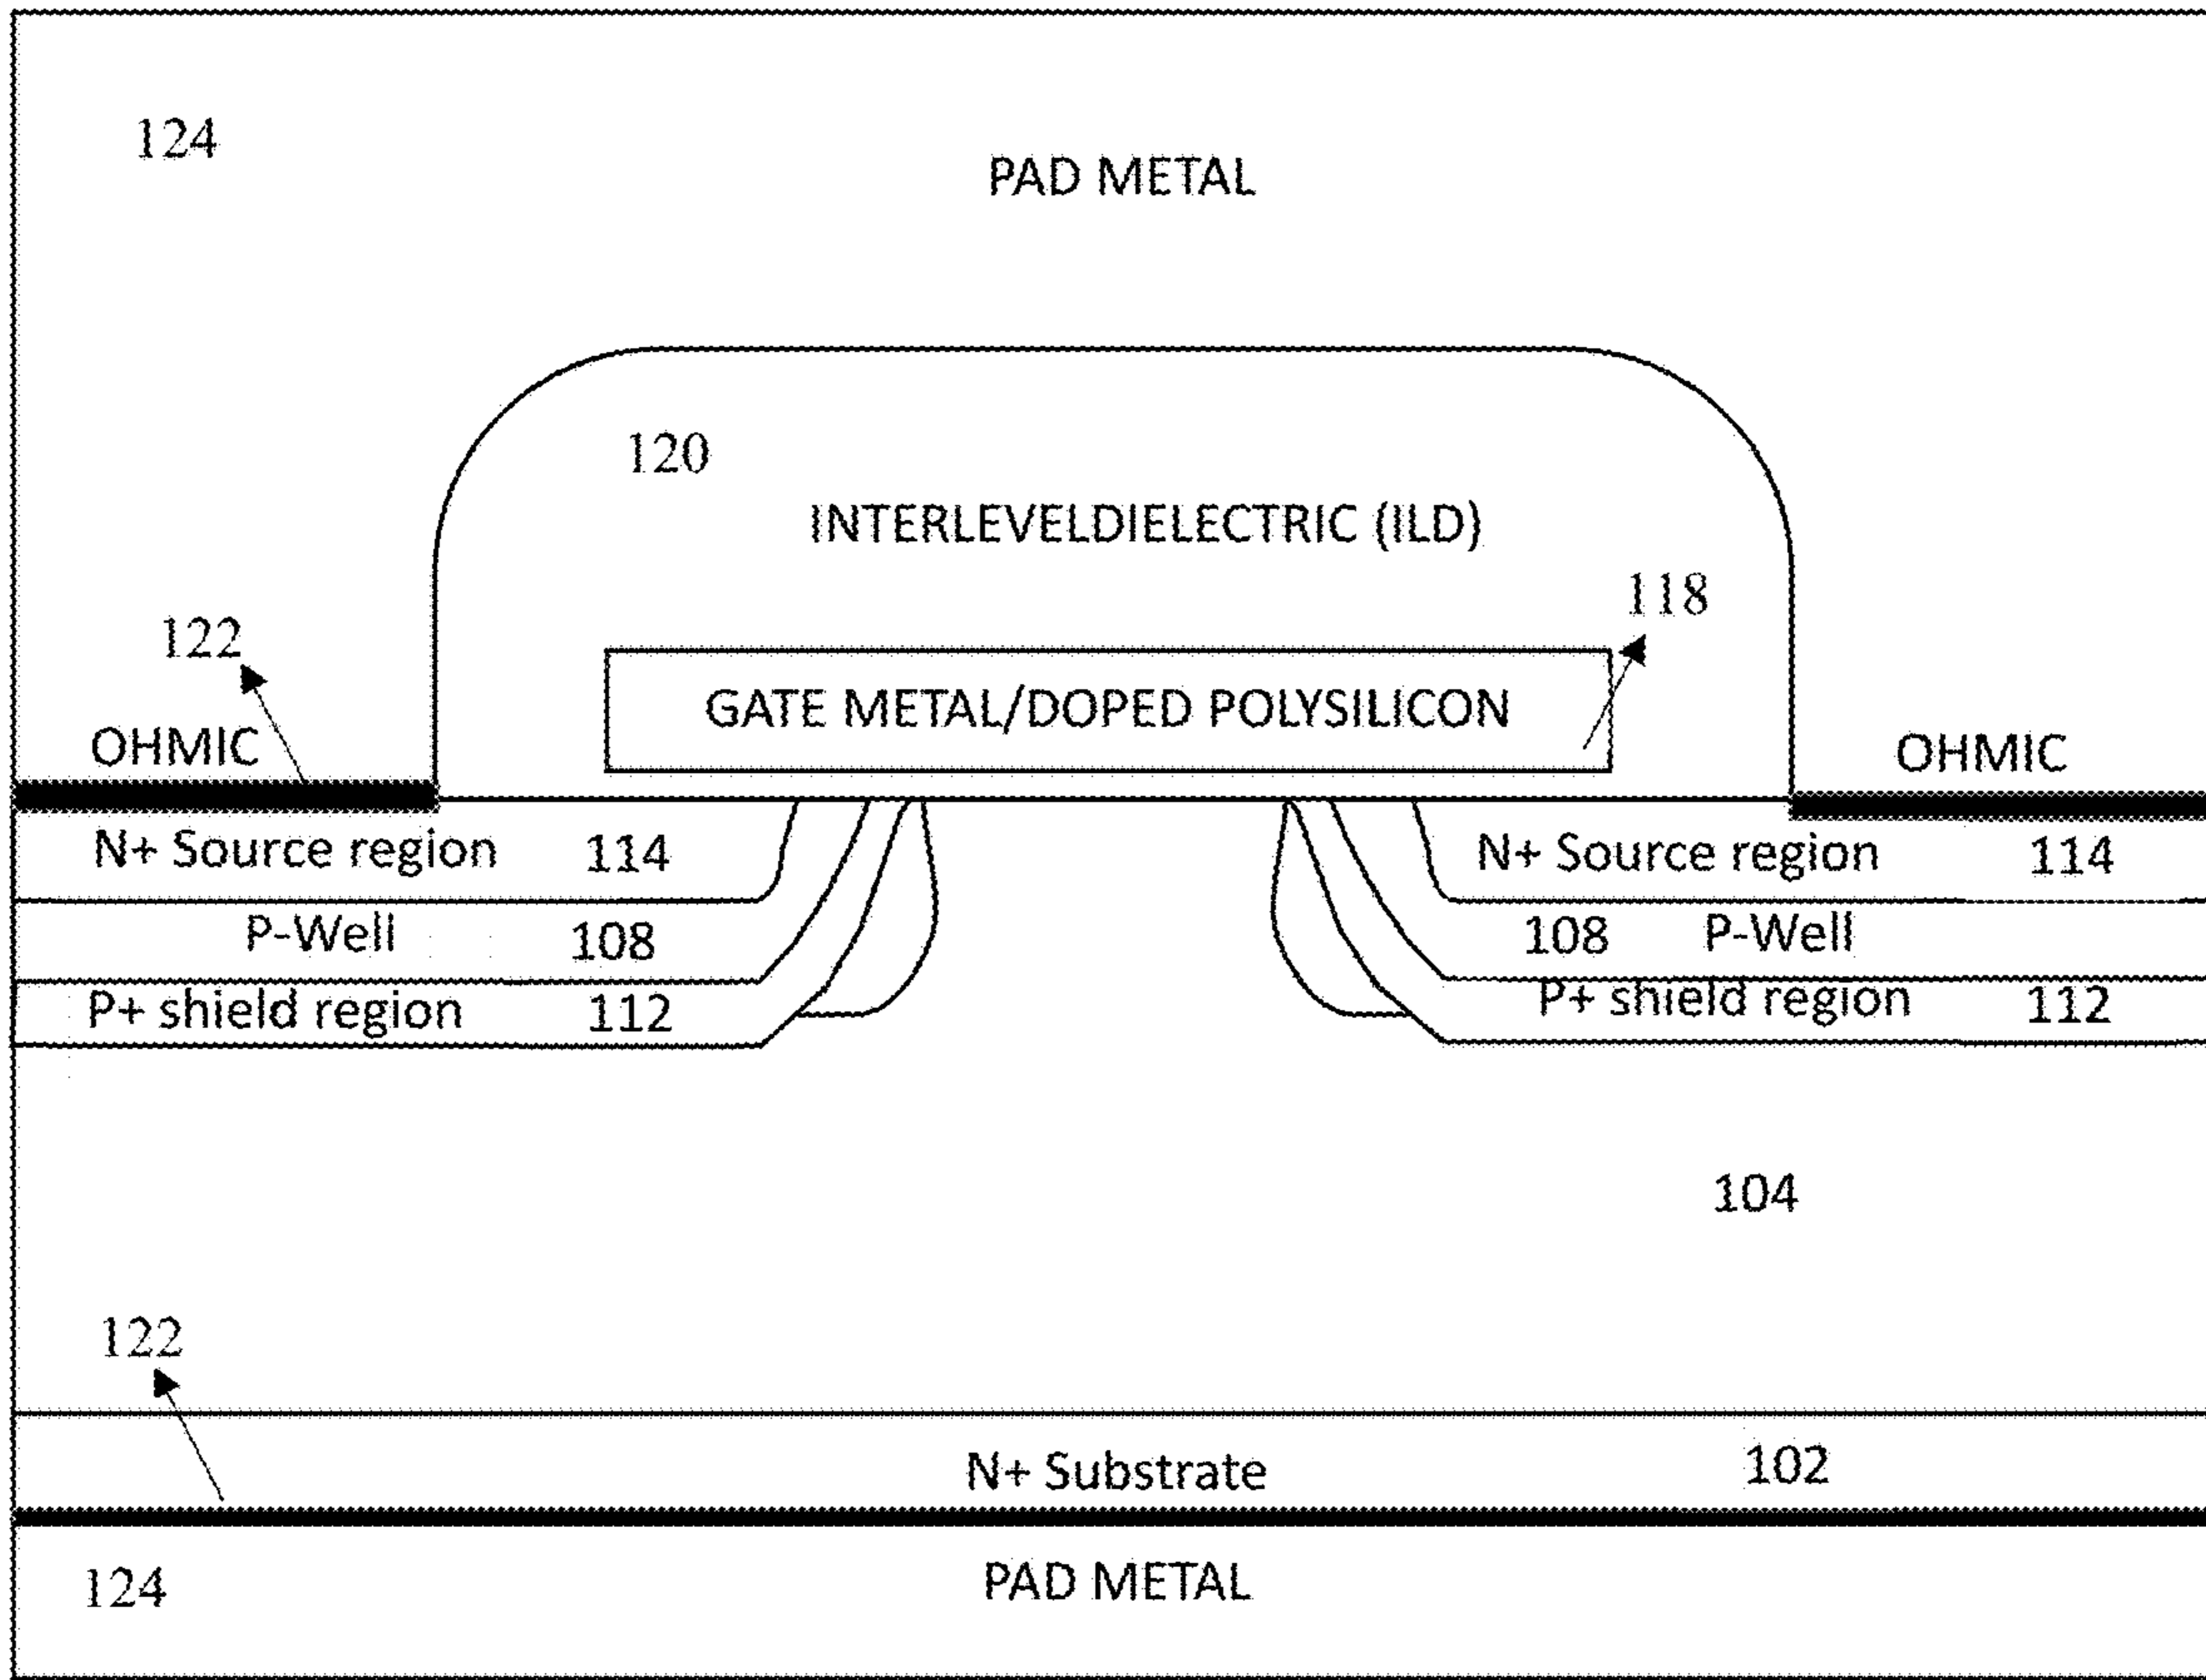 124
PAD METAL
120
INTERLEVELDIELECTRIC (ILD)
118
122
GATE METAL/DOPED POLYSILICON
OHMIC
OHMIC
N+ Source region 114
N+ Source region 114
P-Well 108
108 P-Well
P+ shield region 112
P+ shield region 112
104
122
N+ Substrate 102
124
PAD METAL